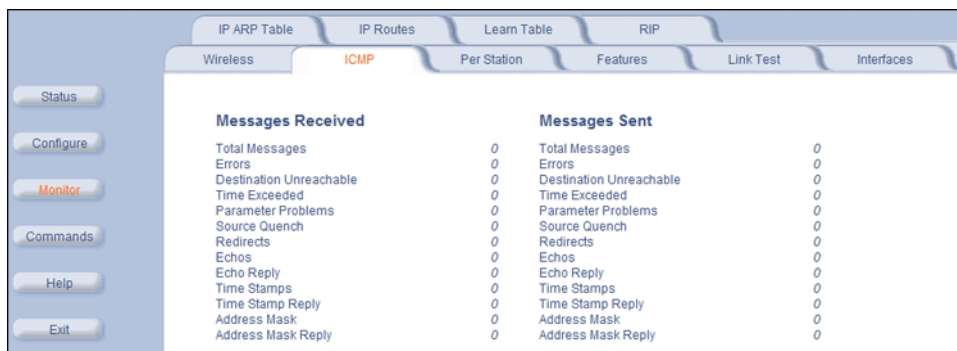 IP ARP Table IP Routes Learn Table RIP
Wireless ICMP Per Station Features Link Test Interfaces
Status
Configure
Monitor
Commands
Help
Exit
Messages Received
Total Messages 0
Errors 0
Destination Unreachable 0
Time Exceeded 0
Parameter Problems 0
Source Quench 0
Redirects 0
Echos 0
Echo Reply 0
Time Stamps 0
Time Stamp Reply 0
Address Mask 0
Address Mask Reply 0
Messages Sent
Total Messages 0
Errors 0
Destination Unreachable 0
Time Exceeded 0
Parameter Problems 0
Source Quench 0
Redirects 0
Echos 0
Echo Reply 0
Time Stamps 0
Time Stamp Reply 0
Address Mask 0
Address Mask Reply 0